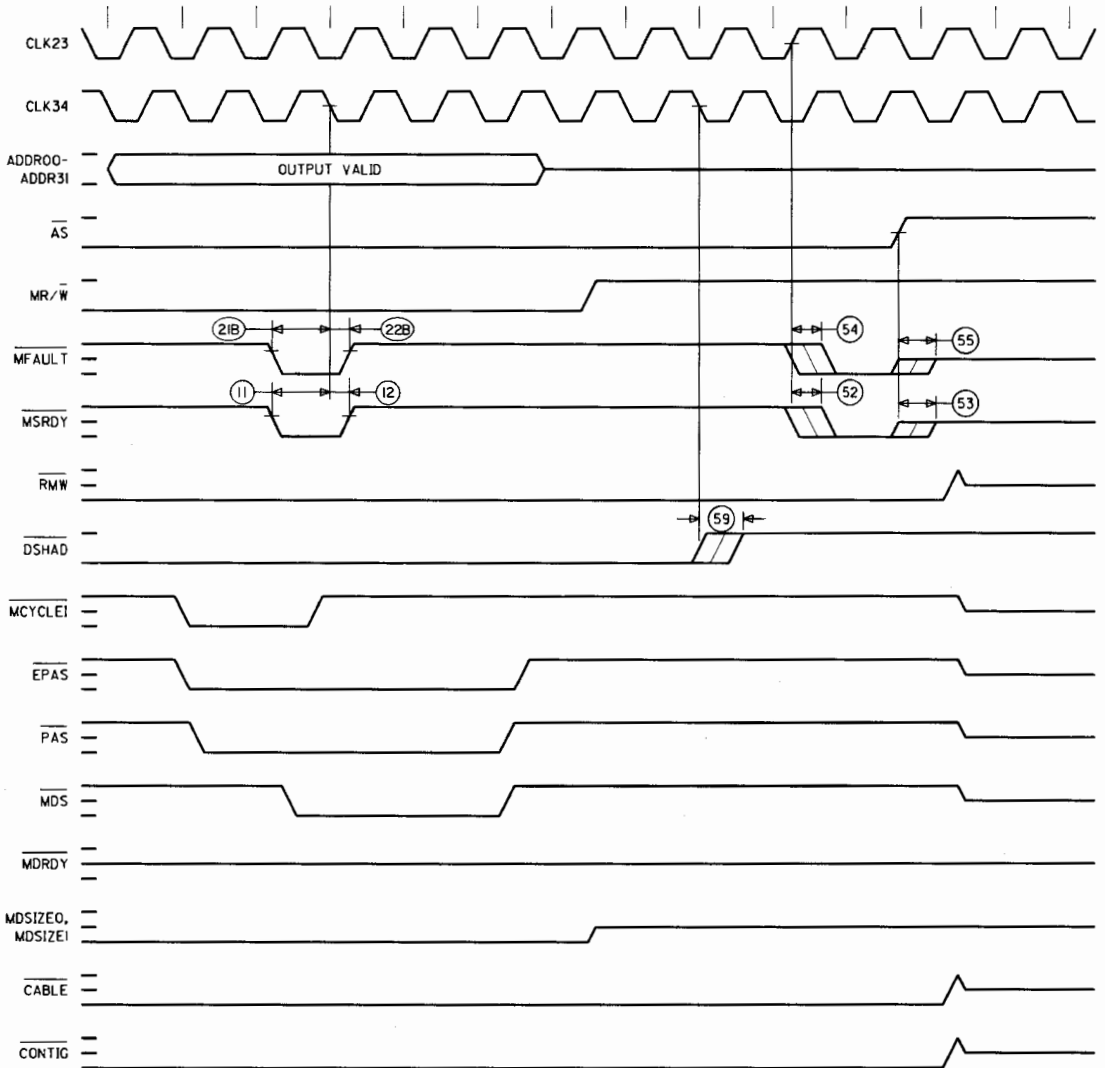 CLK23
CLK34
ADDR00-
ADDR31
OUTPUT VALID
AS
MR/W
21B
22B
54
55
MFAULT
11
12
52
53
MSRDY
RMW
59
DSHAD
MCYCLEI
EPAS
PAS
MDS
MDRDY
MDSIZE0,
MDSIZE1
CABLE
CONTIG